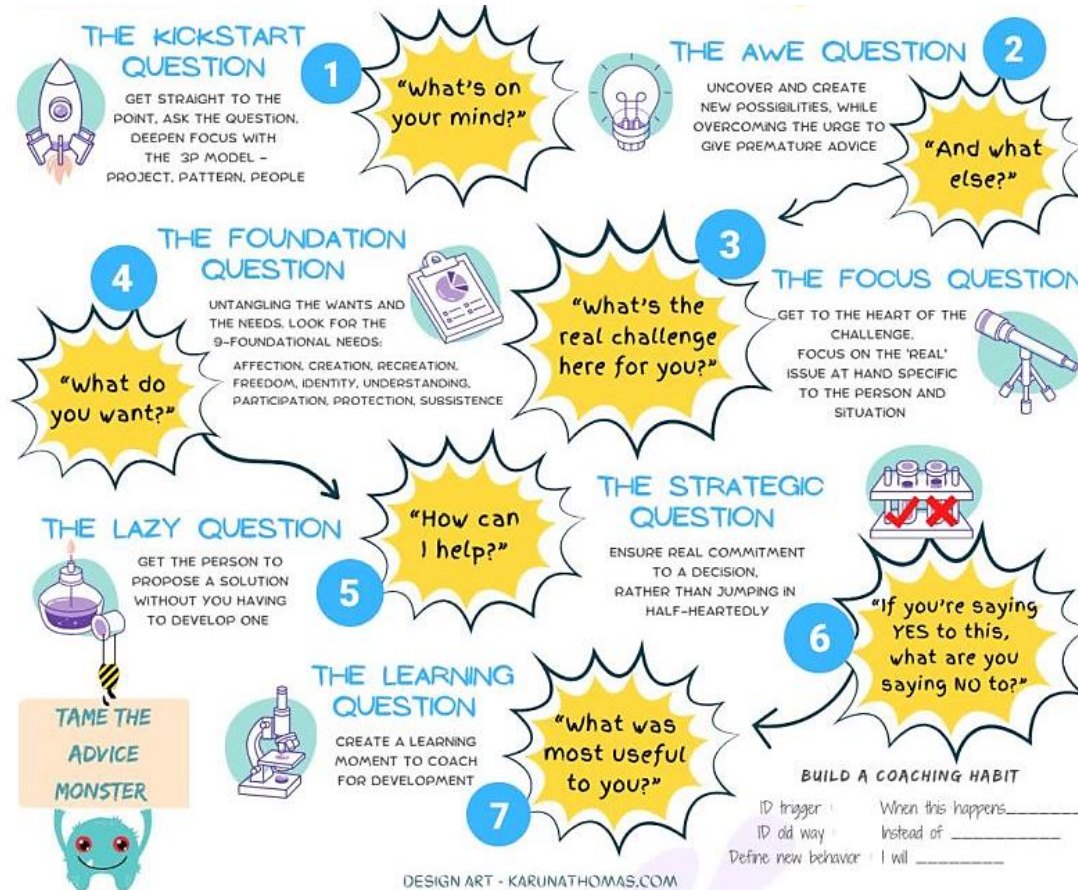 THE KICKSTART
QUESTION
GET STRAIGHT TO THE
POINT, ASK THE QUESTION,
DEEPEN FOCUS WITH
THE 3P MODEL -
PROJECT, PATTERN, PEOPLE
1
"What's on
your mind?"
THE AWE QUESTION
2
UNCOVER AND CREATE
NEW POSSIBILITIES, WHILE
OVERCOMING THE URGE TO
GIVE PREMATURE ADVICE
"And what
else?"
3
"What's the
real challenge
here for you?"
THE FOCUS QUESTION
GET TO THE HEART OF THE
CHALLENGE.
FOCUS ON THE 'REAL'
ISSUE AT HAND SPECIFIC
TO THE PERSON AND
SITUATION
4
THE FOUNDATION
QUESTION
UNTANGLING THE WANTS AND
THE NEEDS. LOOK FOR THE
9-FOUNDATIONAL NEEDS:
AFFECTION, CREATION, RECREATION,
FREEDOM, IDENTITY, UNDERSTANDING,
PARTICIPATION, PROTECTION, SUBSISTENCE
"What do
you want?"
THE LAZY QUESTION
GET THE PERSON TO
PROPOSE A SOLUTION
WITHOUT YOU HAVING
TO DEVELOP ONE
5
"How can
I help?"
THE STRATEGIC
QUESTION
ENSURE REAL COMMITMENT
TO A DECISION,
RATHER THAN JUMPING IN
HALF-HEARTEDLY
6
"If you're saying
YES to this,
what are you
saying NO to?"
THE LEARNING
QUESTION
CREATE A LEARNING
MOMENT TO COACH
FOR DEVELOPMENT
7
"What was
most useful
to you?"
TAME THE
ADVICE
MONSTER
BUILD A COACHING HABIT
ID trigger : When this happens_______
ID old way : Instead of __________
Define new behavior : I will ________
DESIGN ART - KARUNATHOMAS.COM